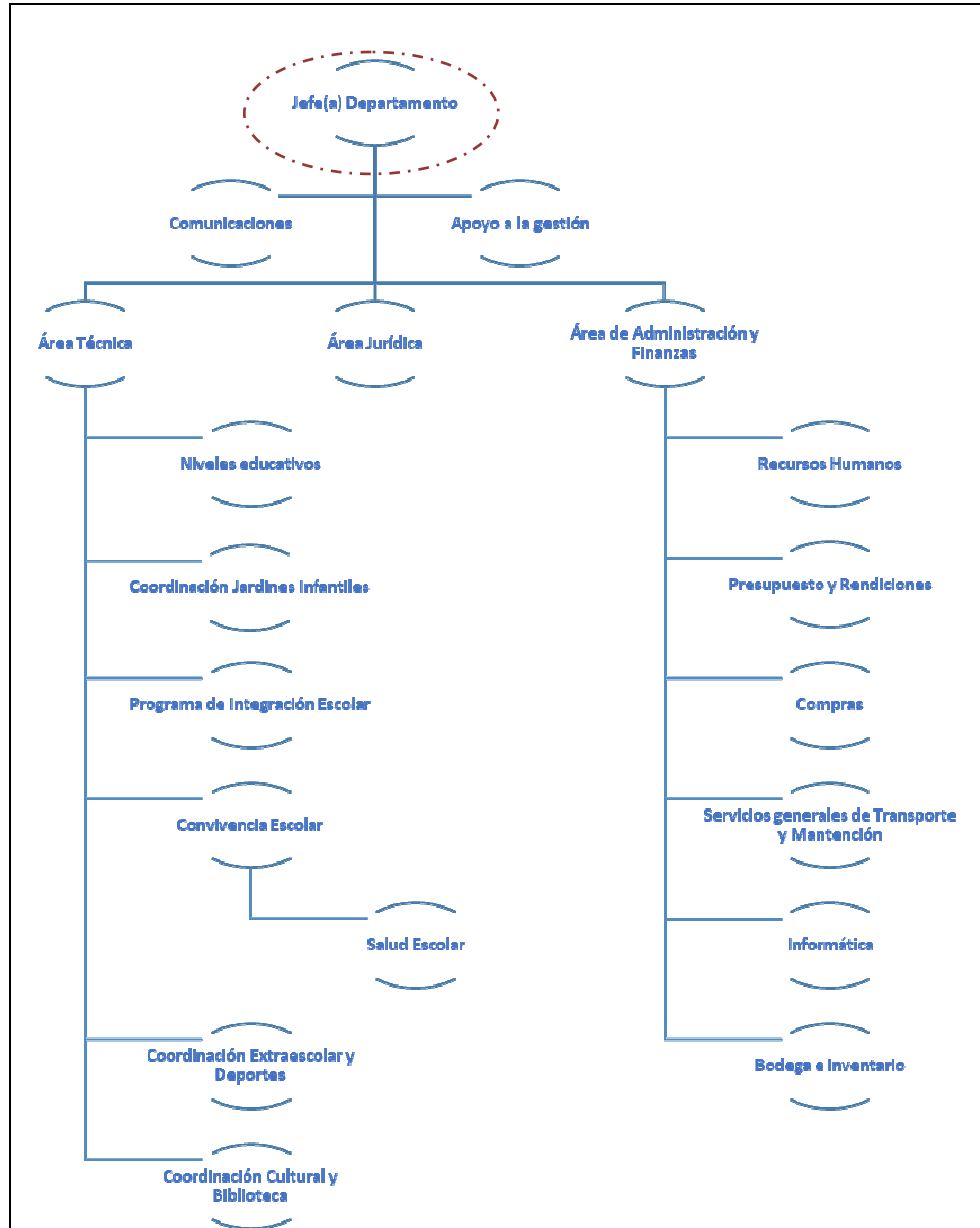 Jefe(a) Departamento
Comunicaciones
Apoyo a la gestión
Área Técnica
Área Jurídica
Área de Administración y
Finanzas
Niveles educativos
Recursos Humanos
Coordinación Jardines Infantiles
Presupuesto y Rendiciones
Programa de Integración Escolar
Compras
Convivencia Escolar
Servicios generales de Transporte
y Mantención
Salud Escolar
Informática
Coordinación Extraescolar y
Deportes
Bodega e Inventario
Coordinación Cultural y
Biblioteca